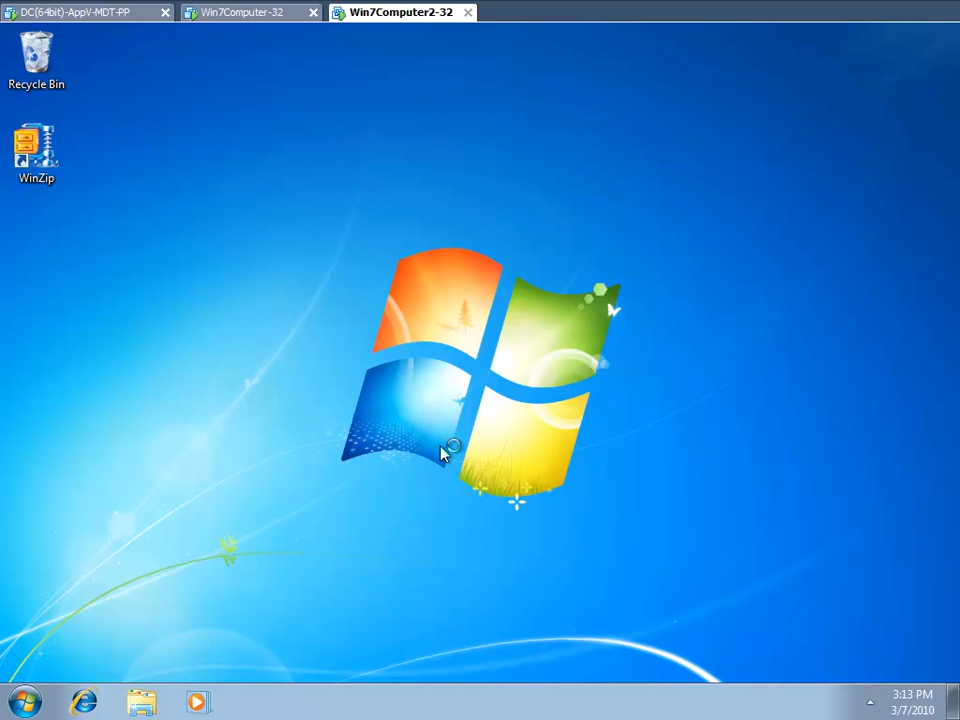 DC(64bit)-AppV-MDT-PP
Win7Computer-32
Win7Computer2-32
Recycle Bin
WinZip
3:13 PM
3/7/2010